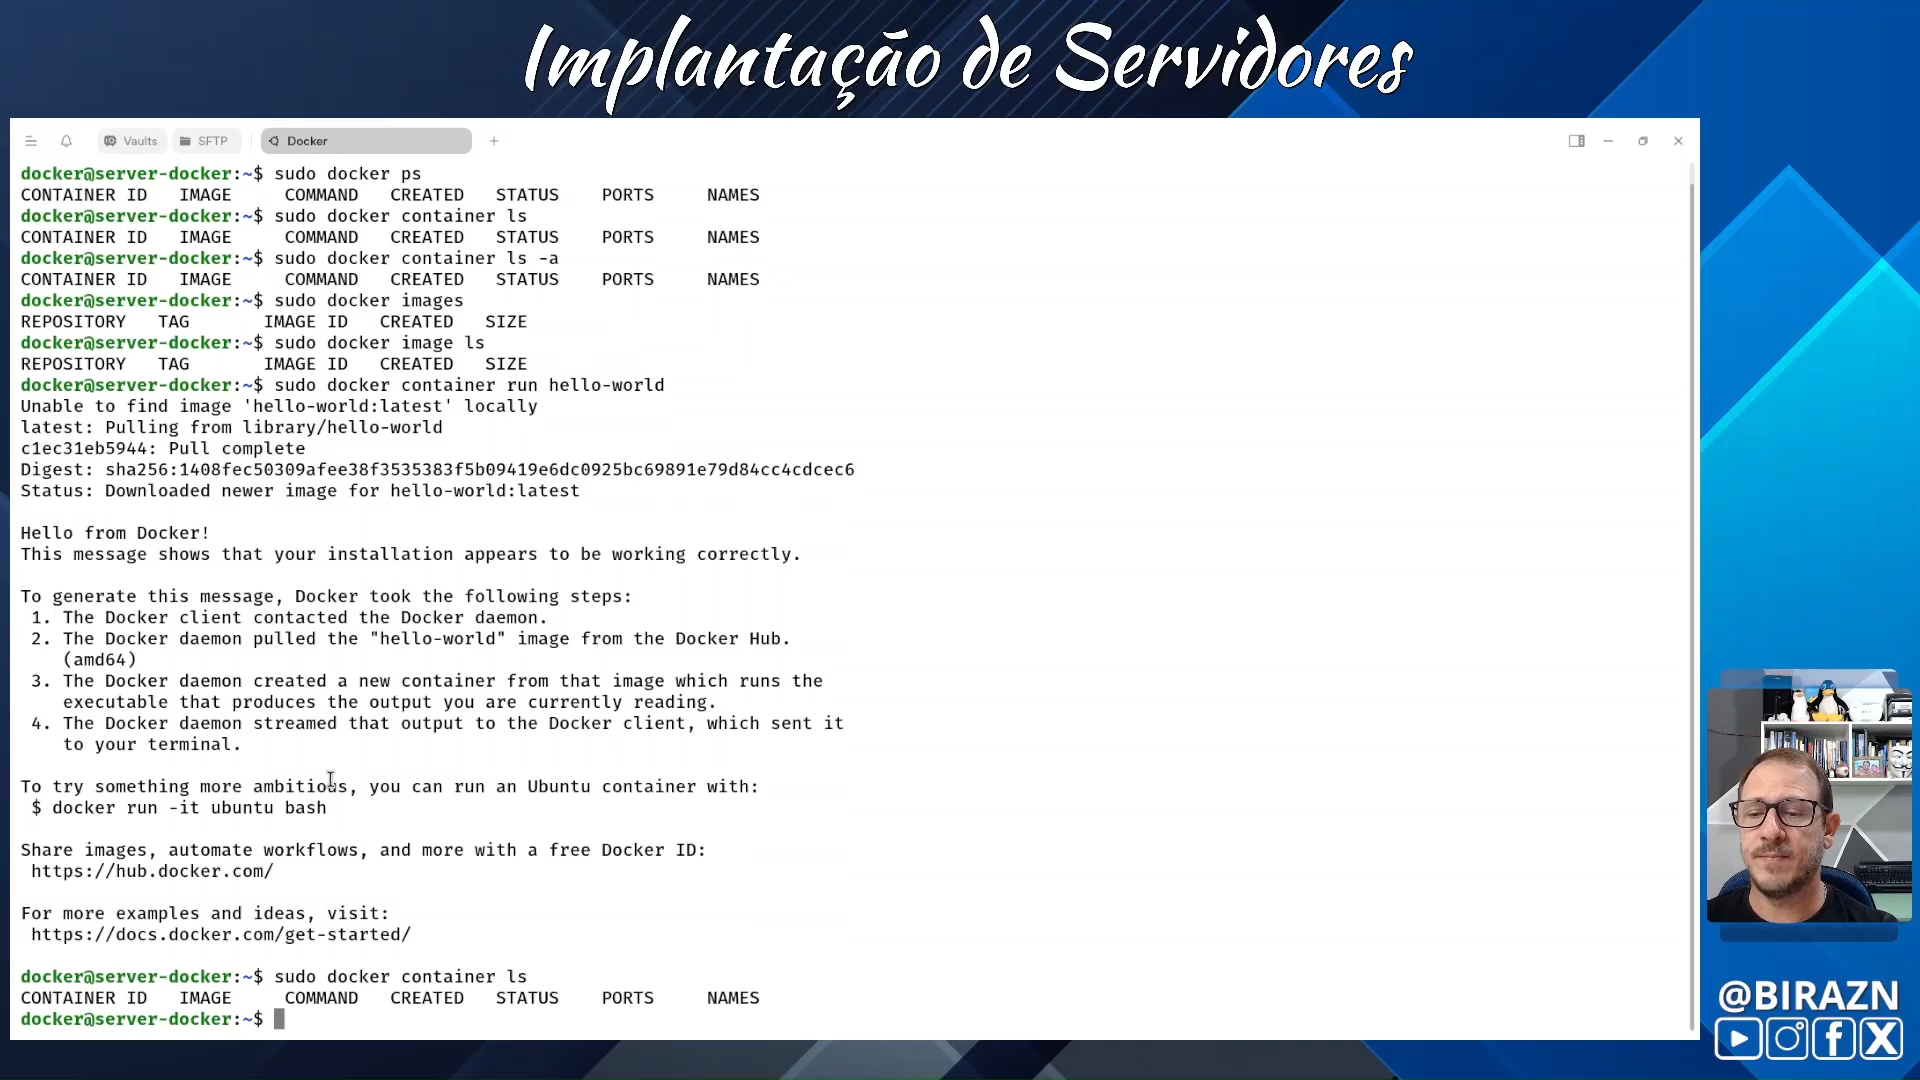 Implantação de Servidores
Vaults SFTP Docker
docker@server-docker:~$ sudo docker ps
CONTAINER ID IMAGE COMMAND CREATED STATUS PORTS NAMES
docker@server-docker:~$ sudo docker container ls
CONTAINER ID IMAGE COMMAND CREATED STATUS PORTS NAMES
docker@server-docker:~$ sudo docker container ls -a
CONTAINER ID IMAGE COMMAND CREATED STATUS PORTS NAMES
docker@server-docker:~$ sudo docker images
REPOSITORY TAG IMAGE ID CREATED SIZE
docker@server-docker:~$ sudo docker image ls
REPOSITORY TAG IMAGE ID CREATED SIZE
docker@server-docker:~$ sudo docker container run hello-world
Unable to find image 'hello-world:latest' locally
latest: Pulling from library/hello-world
c1ec31eb5944: Pull complete
Digest: sha256:1408fec50309afee38f3535383f5b09419e6dc0925bc69891e79d84cc4cdcec6
Status: Downloaded newer image for hello-world:latest
Hello from Docker!
This message shows that your installation appears to be working correctly.
To generate this message, Docker took the following steps:
1. The Docker client contacted the Docker daemon.
2. The Docker daemon pulled the "hello-world" image from the Docker Hub.
(amd64)
3. The Docker daemon created a new container from that image which runs the
executable that produces the output you are currently reading.
4. The Docker daemon streamed that output to the Docker client, which sent it
to your terminal.
To try something more ambitious, you can run an Ubuntu container with:
$ docker run -it ubuntu bash
Share images, automate workflows, and more with a free Docker ID:
https://hub.docker.com/
For more examples and ideas, visit:
https://docs.docker.com/get-started/
docker@server-docker:~$ sudo docker container ls
CONTAINER ID IMAGE COMMAND CREATED STATUS PORTS NAMES
docker@server-docker:~$
@BIRAZN